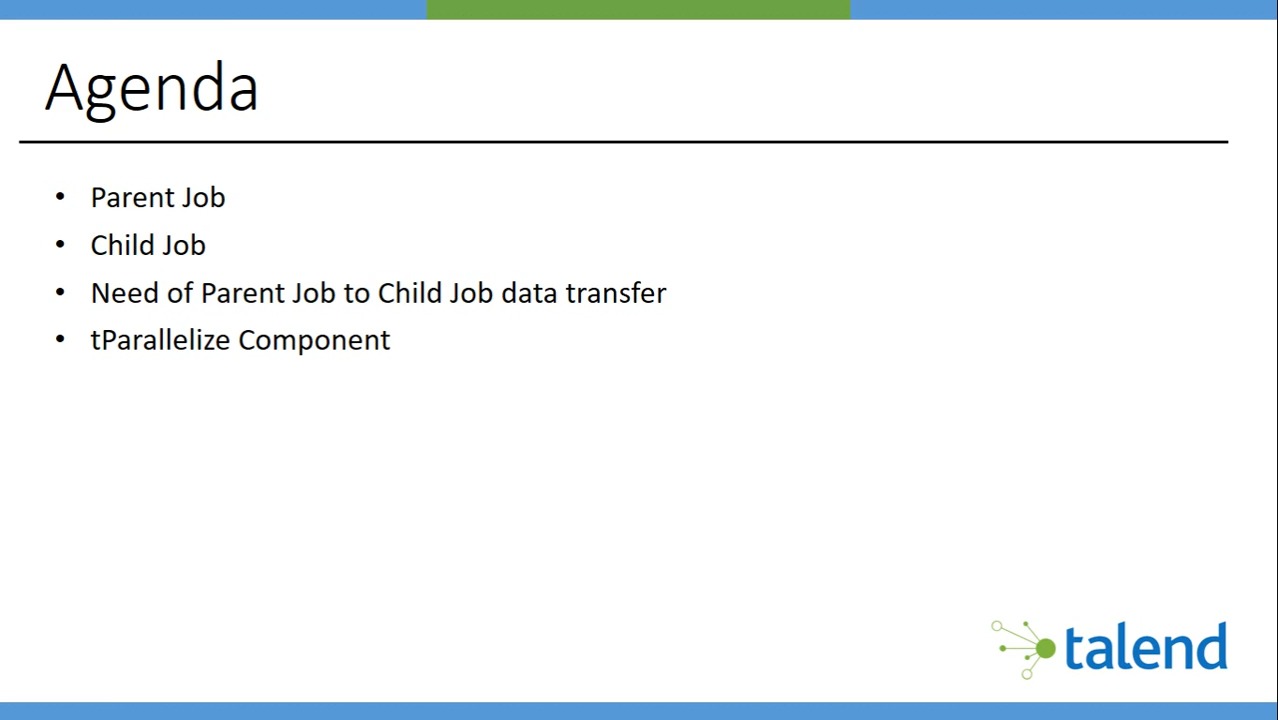 Agenda
• Parent Job
• Child Job
• Need of Parent Job to Child Job data transfer
• tParallelize Component
talend